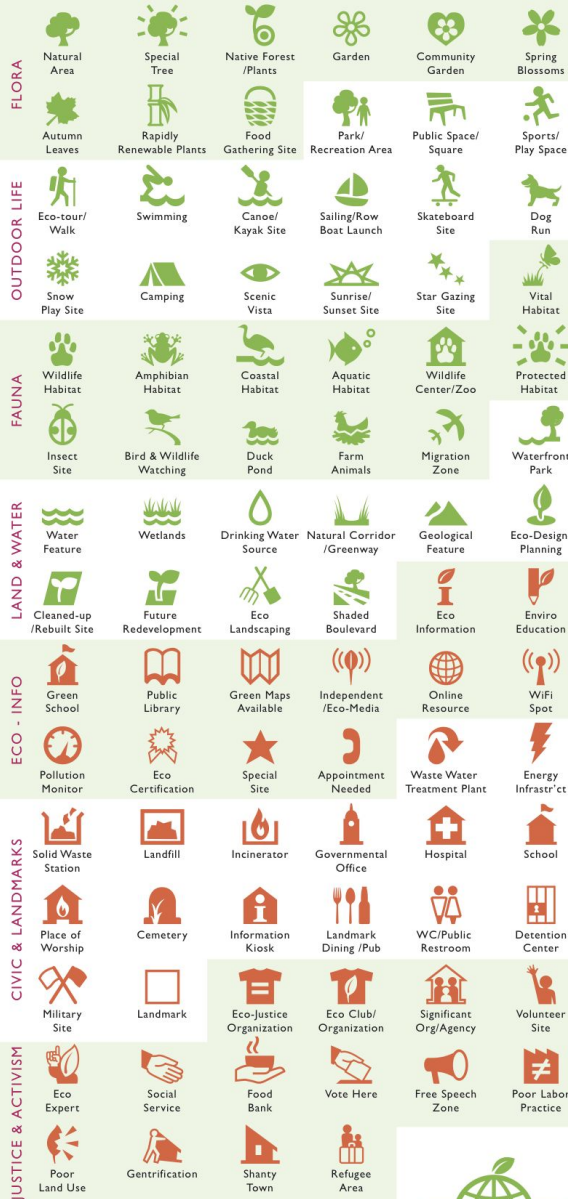 FLORA
Natural
Area
Special
Tree
Native Forest
/Plants
Garden
Community
Garden
Spring
Blossoms
Autumn
Leaves
Rapidly
Renewable Plants
Food
Gathering Site
Park/
Recreation Area
Public Space/
Square
Sports/
Play Space
OUTDOOR LIFE
Eco-tour/
Walk
Swimming
Canoe/
Kayak Site
Sailing/Row
Boat Launch
Skateboard
Site
Dog
Run
Snow
Play Site
Camping
Scenic
Vista
Sunrise/
Sunset Site
Star Gazing
Site
Vital
Habitat
FAUNA
Wildlife
Habitat
Amphibian
Habitat
Coastal
Habitat
Aquatic
Habitat
Wildlife
Center/Zoo
Protected
Habitat
Insect
Site
Bird & Wildlife
Watching
Duck
Pond
Farm
Animals
Migration
Zone
Waterfront
Park
LAND & WATER
Water
Feature
Wetlands
Drinking Water
Source
Natural Corridor
/Greenway
Geological
Feature
Eco-Design
Planning
Cleaned-up
/Rebuilt Site
Future
Redevelopment
Eco
Landscaping
Shaded
Boulevard
Eco
Information
Enviro
Education
ECO - INFO
Green
School
Public
Library
Green Maps
Available
Independent
/Eco-Media
Online
Resource
WiFi
Spot
Pollution
Monitor
Eco
Certification
Special
Site
Appointment
Needed
Waste Water
Treatment Plant
Energy
Infrastr'ct
CIVIC & LANDMARKS
Solid Waste
Station
Landfill
Incinerator
Governmental
Office
Hospital
School
Place of
Worship
Cemetery
Information
Kiosk
Landmark
Dining /Pub
WC/Public
Restroom
Detention
Center
Military
Site
Landmark
Eco-Justice
Organization
Eco Club/
Organization
Significant
Org/Agency
Volunteer
Site
JUSTICE & ACTIVISM
Eco
Expert
Social
Service
Food
Bank
Vote Here
Free Speech
Zone
Poor Labor
Practice
Poor
Land Use
Gentrification
Shanty
Town
Refugee
Area